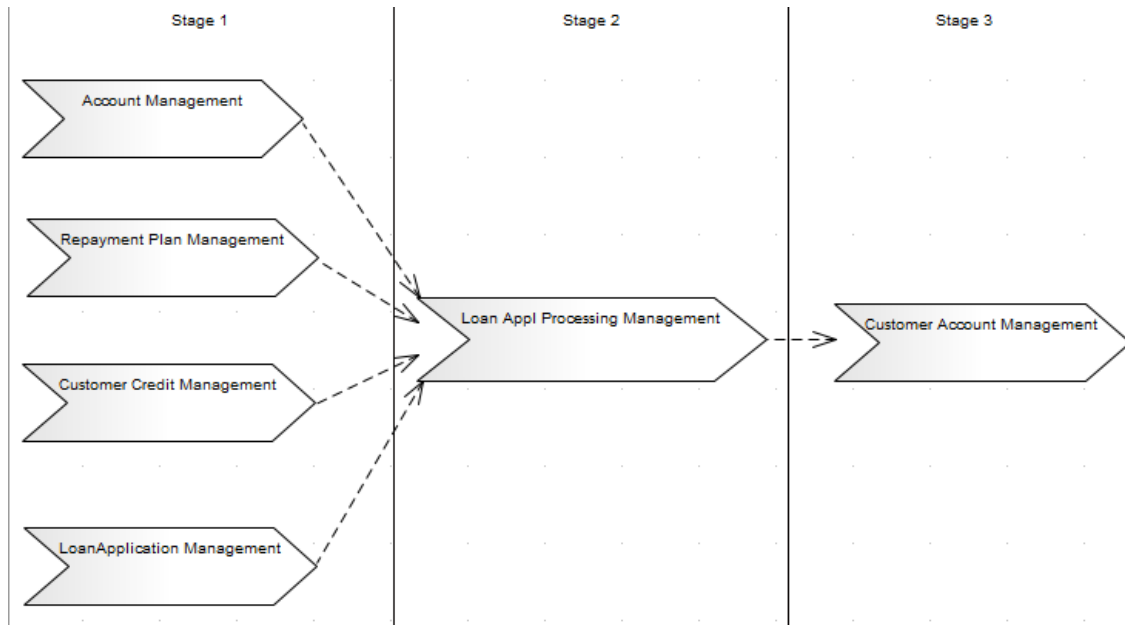 Stage 1
Stage 2
Stage 3
Account Management
Repayment Plan Management
Customer Credit Management
LoanApplication Management
Loan Appl Processing Management
Customer Account Management